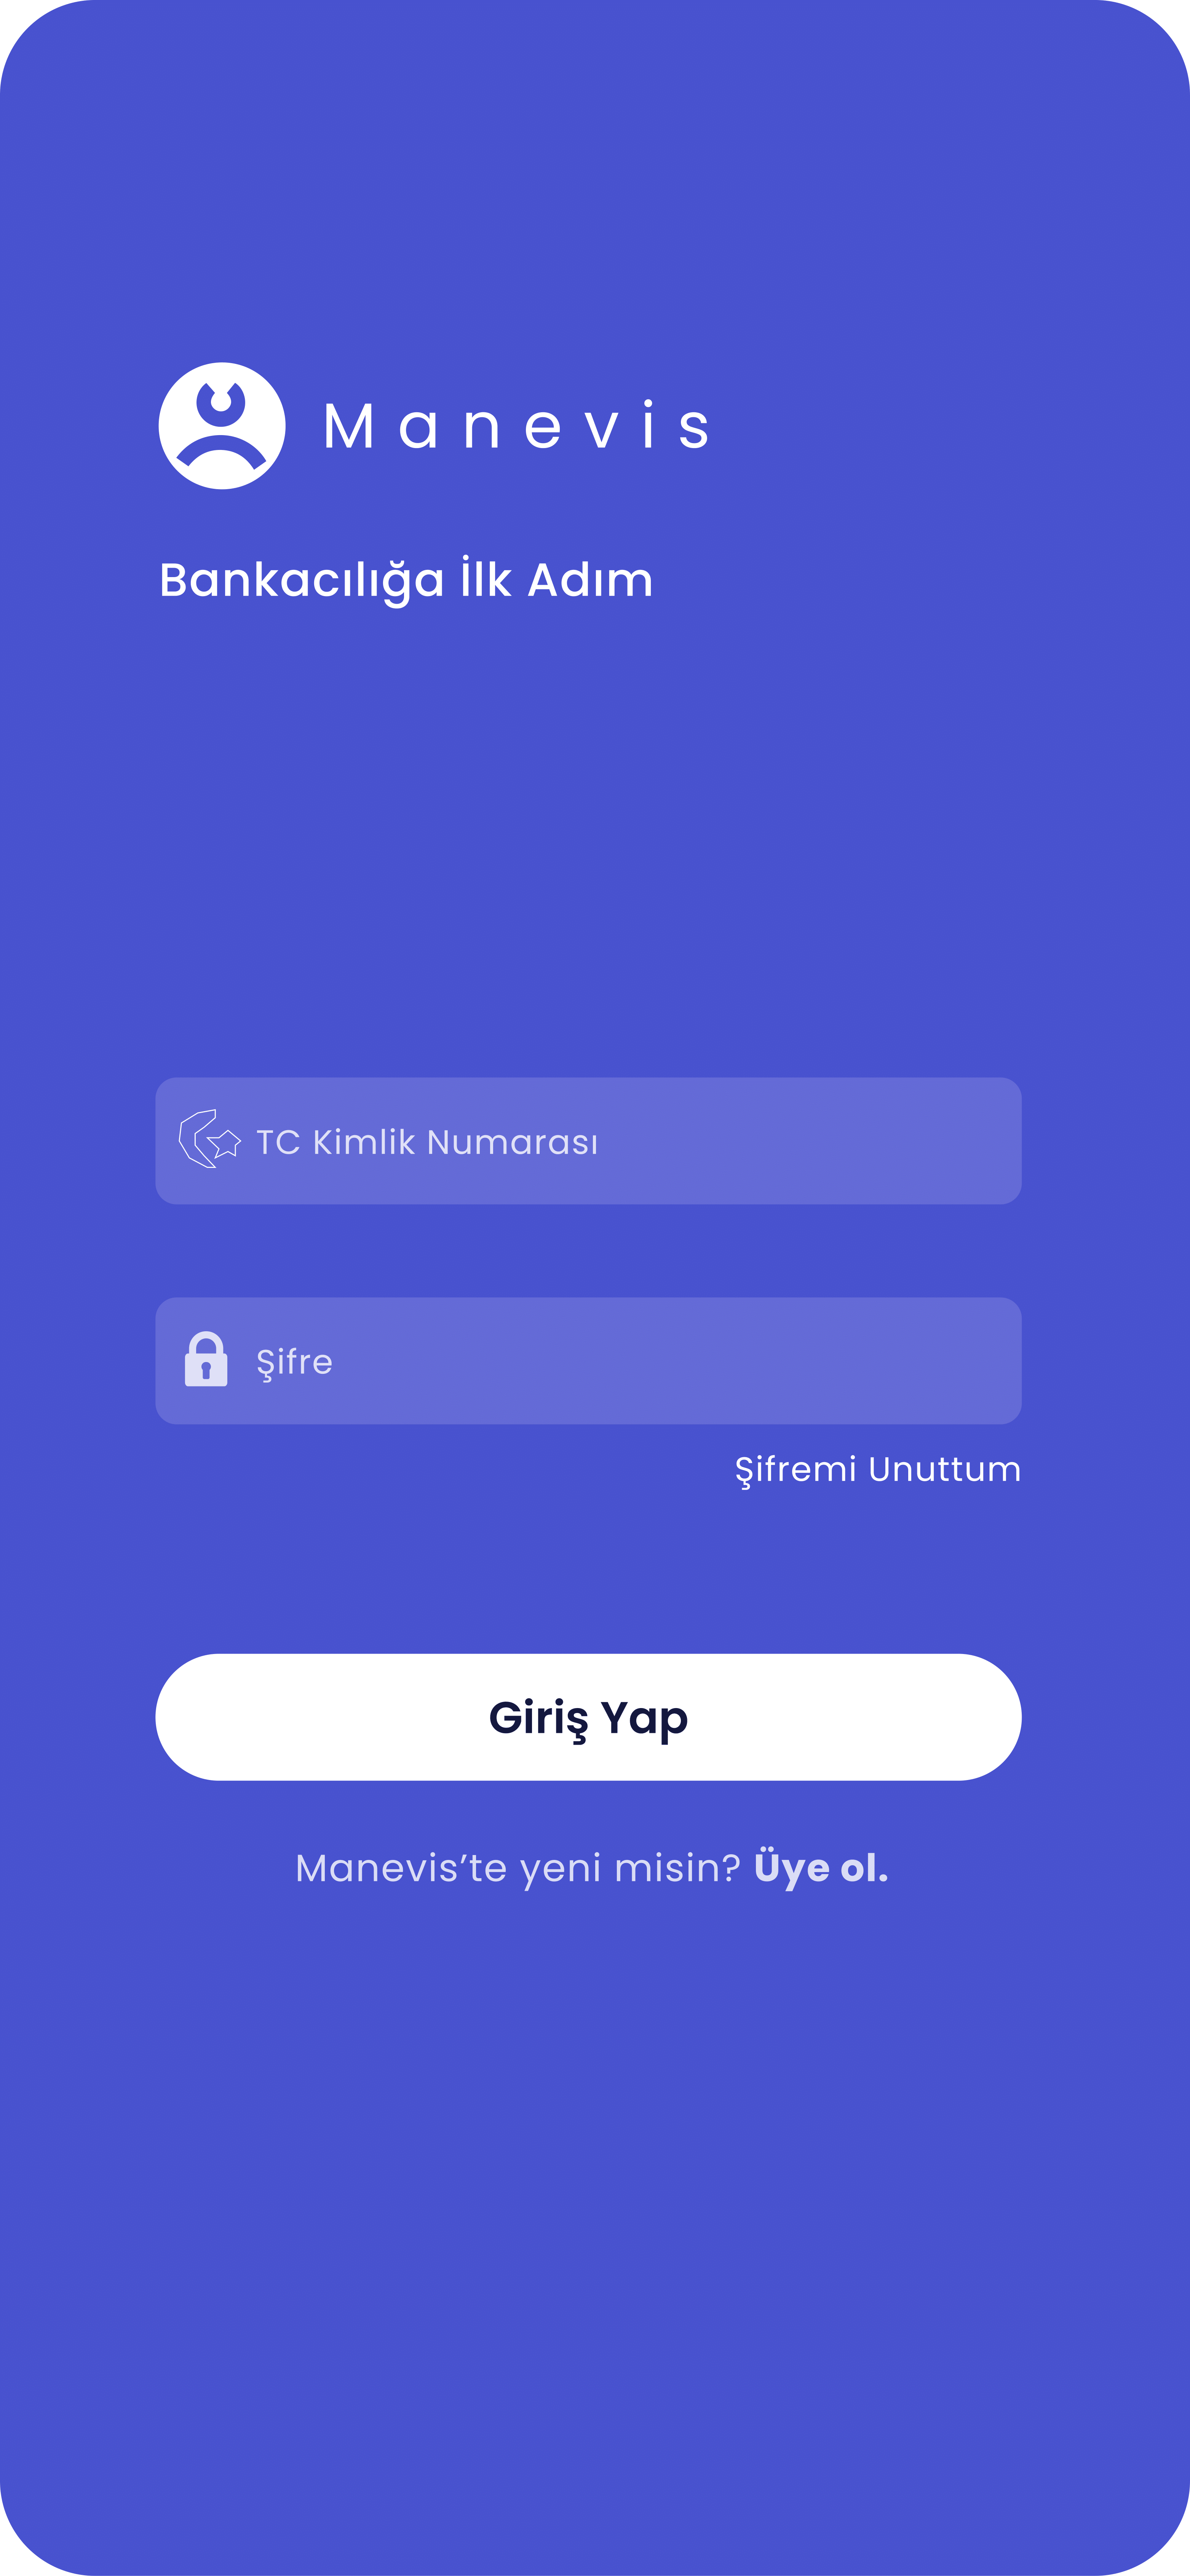 Manevis
Bankacılığa İlk Adım
TC Kimlik Numarası
Şifre
Şifremi Unuttum
Giriş Yap
Manevis’te yeni misin? Üye ol.